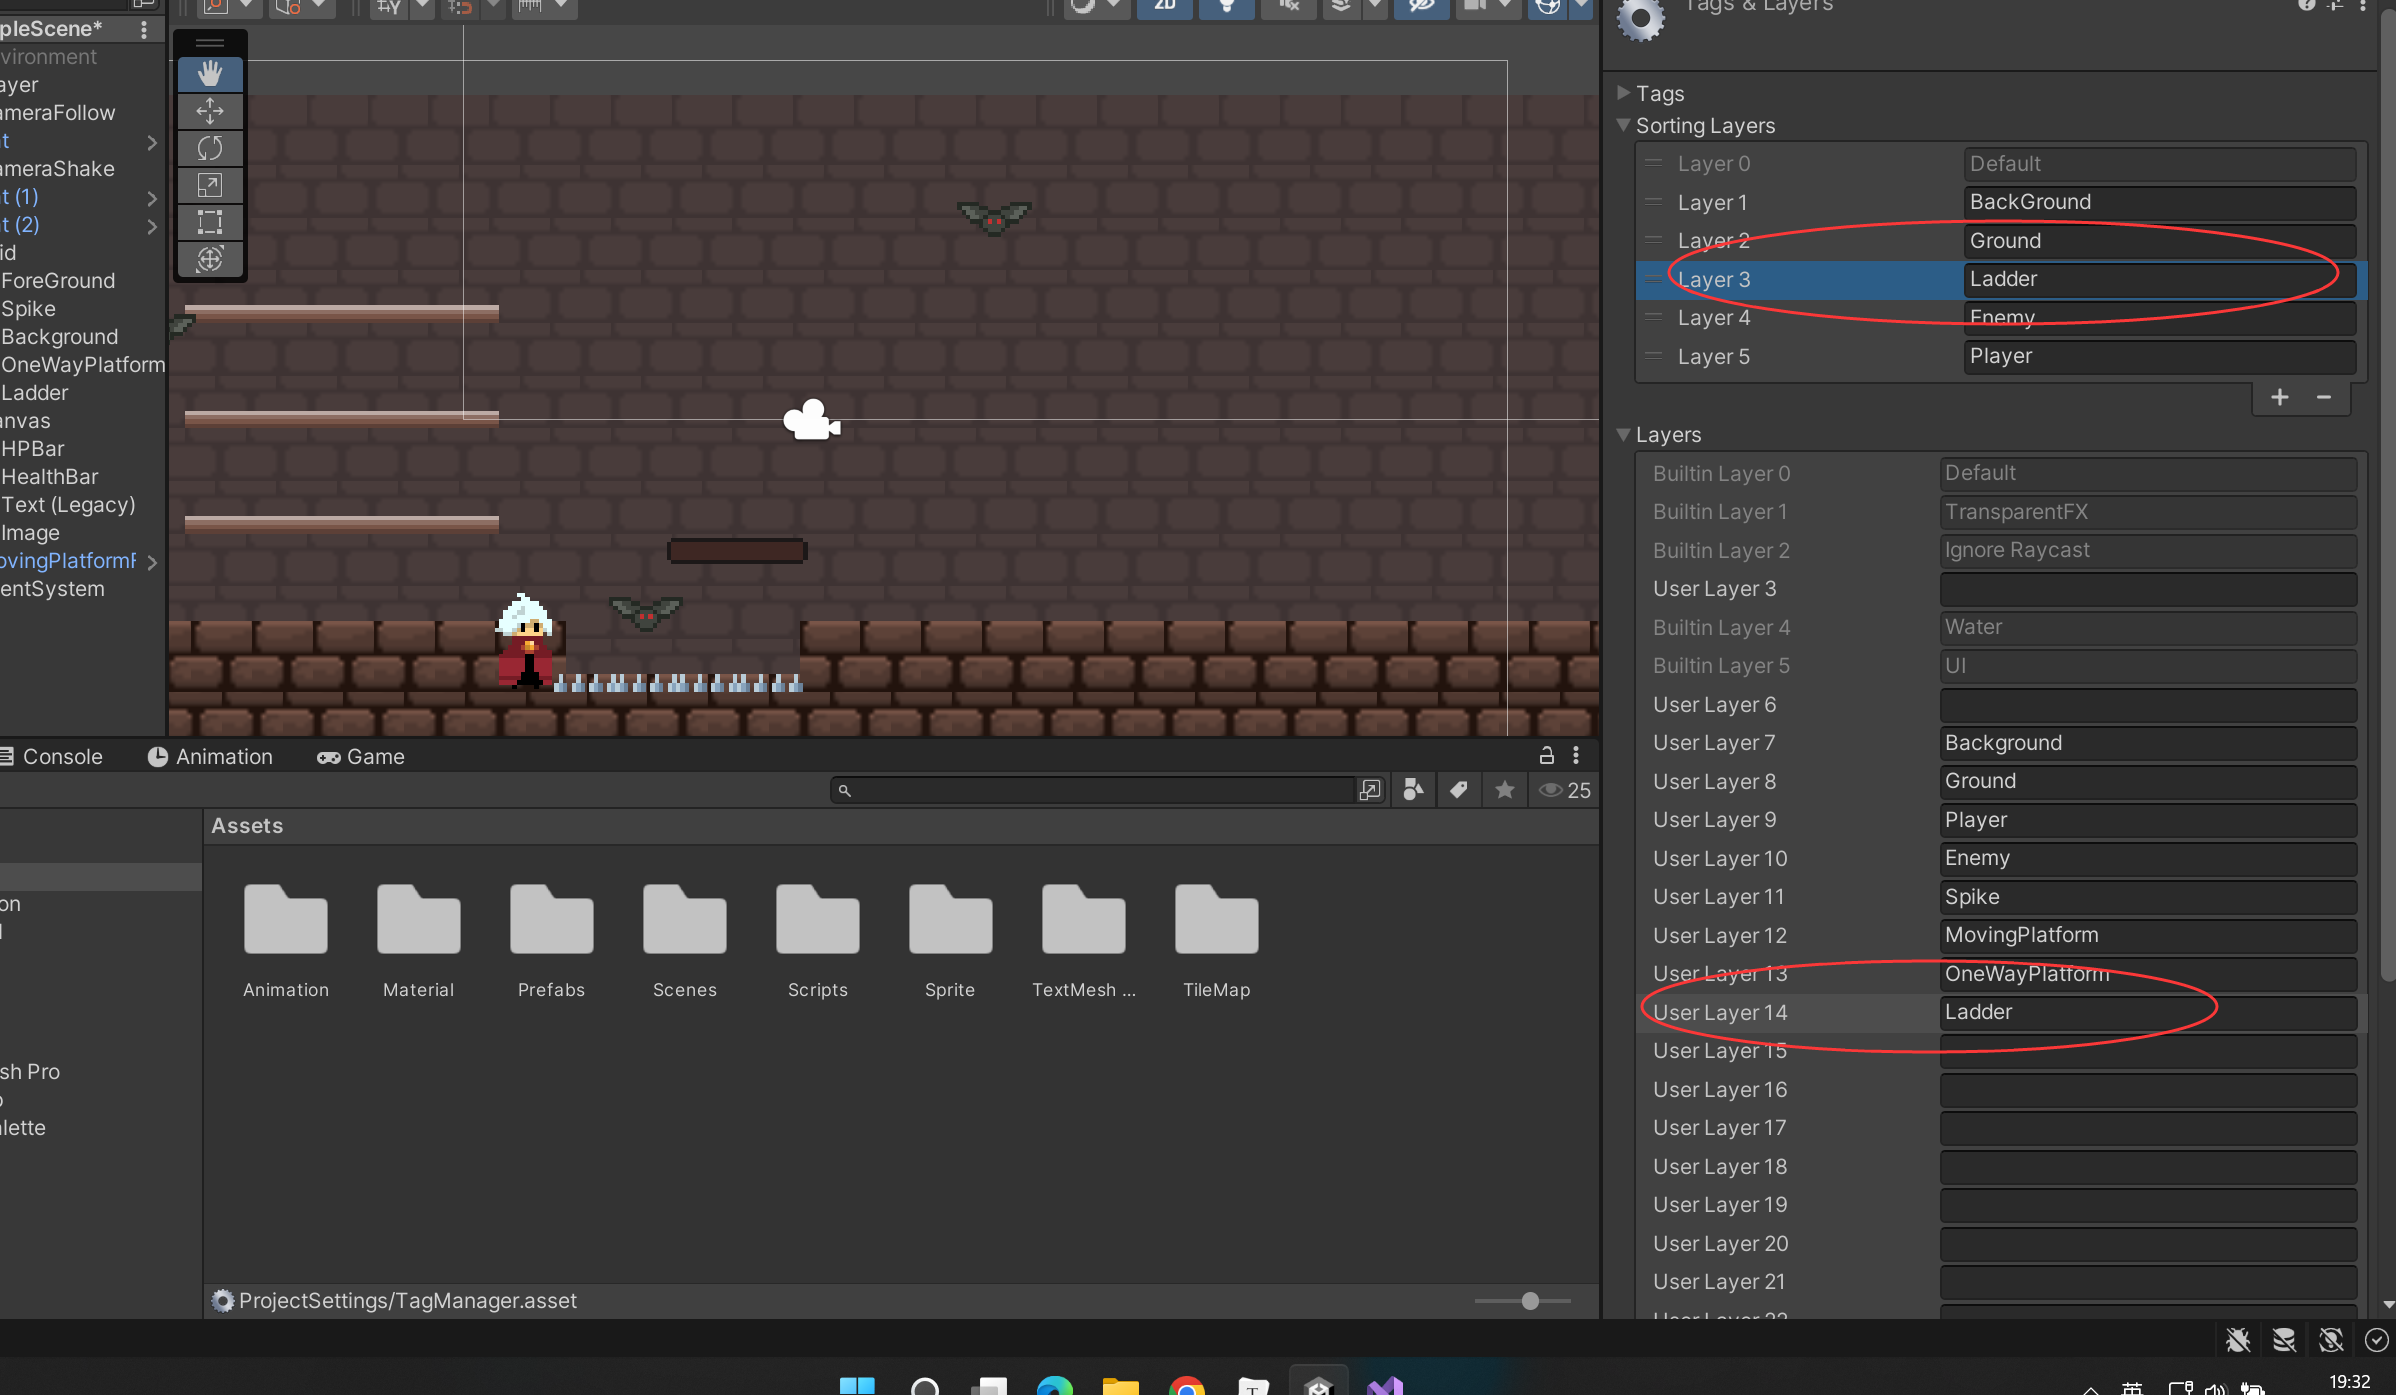 pleScene*
vironment
ayer
ameraFollow
t
ameraShake
t (1)
t (2)
id
ForeGround
Spike
Background
OneWayPlatform
Ladder
anvas
HPBar
HealthBar
Text (Legacy)
Image
ovingPlatformF
entSystem
2D
Console
Animation
Game
25
Assets
on
sh Pro
lette
Animation
Material
Prefabs
Scenes
Scripts
Sprite
TextMesh ...
TileMap
ProjectSettings/TagManager.asset
Tags & Layers
Tags
Sorting Layers
Layer 0 Default
Layer 1 BackGround
Layer 2 Ground
Layer 3 Ladder
Layer 4 Enemy
Layer 5 Player
Layers
Builtin Layer 0 Default
Builtin Layer 1 TransparentFX
Builtin Layer 2 Ignore Raycast
User Layer 3
Builtin Layer 4 Water
Builtin Layer 5 UI
User Layer 6
User Layer 7 Background
User Layer 8 Ground
User Layer 9 Player
User Layer 10 Enemy
User Layer 11 Spike
User Layer 12 MovingPlatform
User Layer 13 OneWayPlatform
User Layer 14 Ladder
User Layer 15
User Layer 16
User Layer 17
User Layer 18
User Layer 19
User Layer 20
User Layer 21
User Layer 22
英
19:32